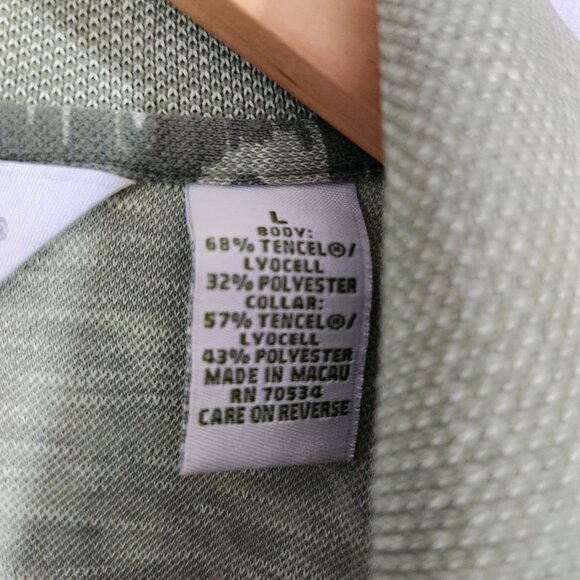 L
BODY:
68% TENCEL®/
LYOCELL
32% POLYESTER
COLLAR:
57% TENCEL®/
LYOCELL
43% POLYESTER
MADE IN MACAU
RN 70534
CARE ON REVERSE